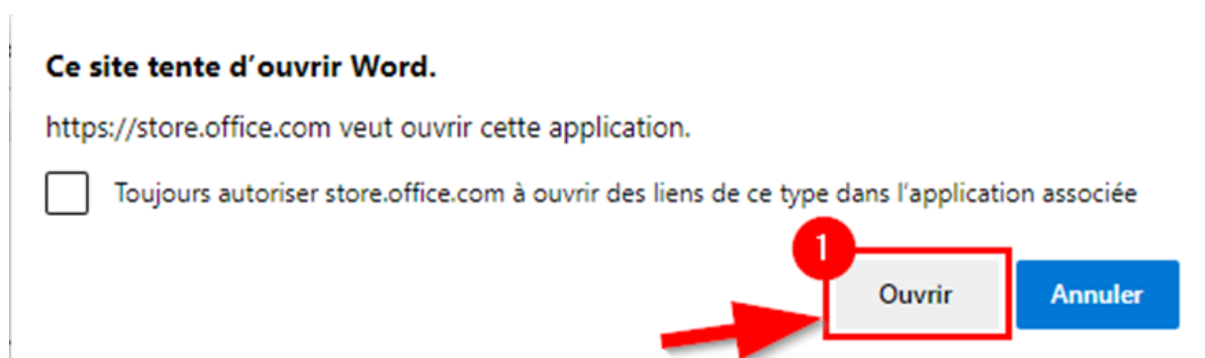 Ce site tente d'ouvrir Word.
https://store.office.com veut ouvrir cette application.
Toujours autoriser store.office.com à ouvrir des liens de ce type dans l'application associée
1
Ouvrir
Annuler